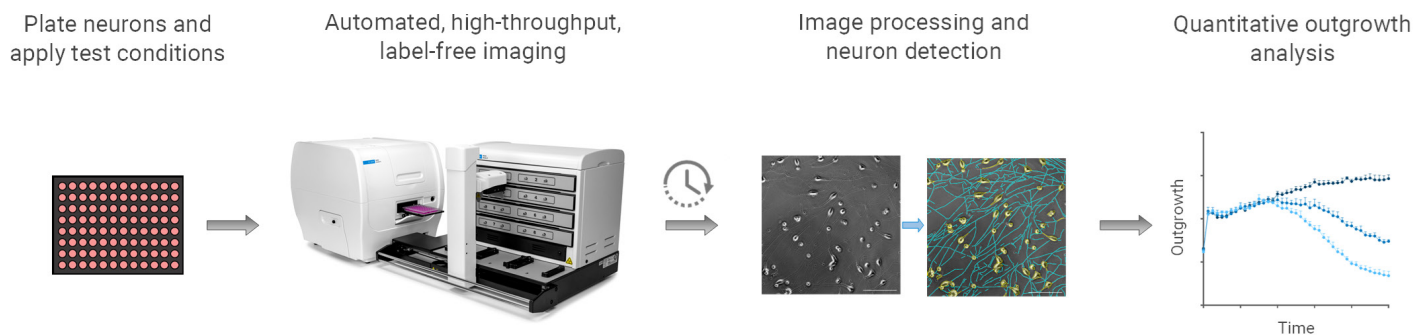 Plate neurons and
apply test conditions
Automated, high-throughput,
label-free imaging
Image processing and
neuron detection
Quantitative outgrowth
analysis
Outgrowth
Time